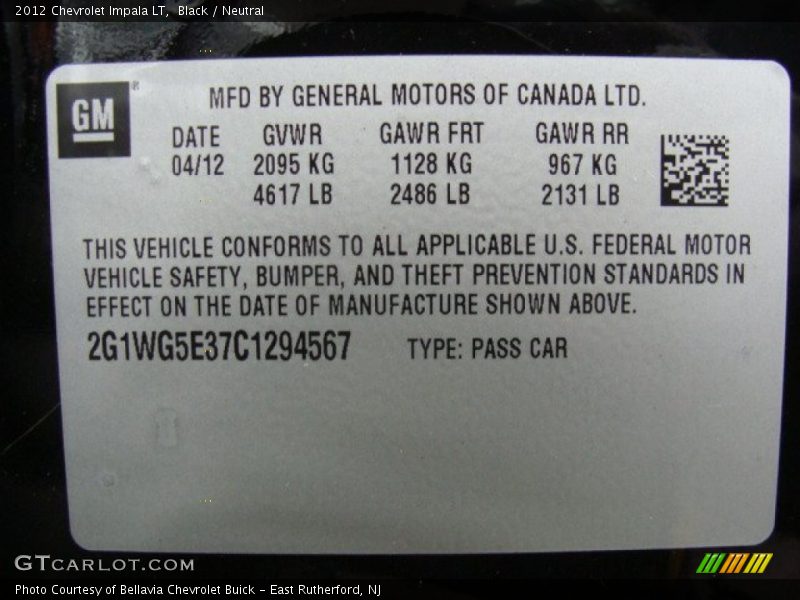 2012 Chevrolet Impala LT, Black / Neutral
GM®
MFD BY GENERAL MOTORS OF CANADA LTD.
DATE GVWR GAWR FRT GAWR RR
04/12 2095 KG 1128 KG 967 KG
4617 LB 2486 LB 2131 LB
THIS VEHICLE CONFORMS TO ALL APPLICABLE U.S. FEDERAL MOTOR
VEHICLE SAFETY, BUMPER, AND THEFT PREVENTION STANDARDS IN
EFFECT ON THE DATE OF MANUFACTURE SHOWN ABOVE.
2G1WG5E37C1294567 TYPE: PASS CAR
GTCARLOT.COM
Photo Courtesy of Bellavia Chevrolet Buick – East Rutherford, NJ